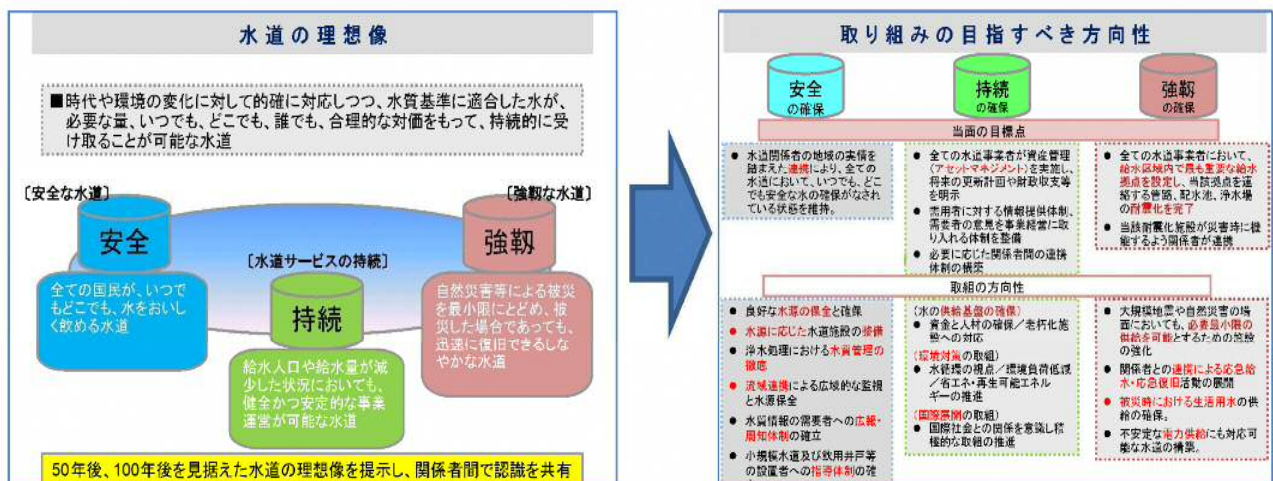 水道の理想像
■時代や環境の変化に対して的確に対応しつつ、水質基準に適合した水が、
必要な量、いつでも、どこでも、誰でも、合理的な対価をもって、持続的に受
け取ることが可能な水道
〔安全な水道〕
〔強靱な水道〕
安全
強靱
〔水道サービスの持続〕
持続
全ての国民が、いつで
もどこでも、水をおいし
く飲める水道
自然災害等による被災
を最小限にとどめ、被
災した場合であっても、
迅速に復旧できるしな
やかな水道
給水人口や給水量が減
少した状況においても、
健全かつ安定的な事業
運営が可能な水道
50年後、100年後を見据えた水道の理想像を提示し、関係者間で認識を共有
取り組みの目指すべき方向性
安全
の確保
持続
の確保
強靱
の確保
当面の目標点
● 水道関係者の地域の実情を
踏まえた連携により、全ての
水道において、いつでも、どこ
でも安全な水の確保がなされ
ている状態を維持。
● 全ての水道事業者が資産管理
(アセットマネジメント)を実施し、
将来の更新計画や財政収支等
を明示
● 需用者に対する情報提供体制、
需要者の意見を事業経営に取
り入れる体制を整備
● 必要に応じた関係者間の連携
体制の構築
● 全ての水道事業者において、
給水区域内で最も重要な給水
拠点を設定し、当該拠点を連
絡する管路、配水池、浄水場
の耐震化を完了
● 当該耐震化施設が災害時に機
能するよう関係者が連携
取組の方向性
● 良好な水源の保全と確保
● 水源に応じた水道施設の整備
● 浄水処理における水質管理の
徹底
● 流域連携による広域的な監視
と水源保全
● 水質情報の需要者への広報・
周知体制の確立
● 小規模水道及び飲用井戸等
の設置者への指導体制の確
(水の供給基盤の確保)
● 資金と人材の確保/老朽化施
設への対応
(環境対策の取組)
● 水循環の視点/環境負荷低減
/省エネ・再生可能エネル
ギーの推進
(国際展開の取組)
● 国際社会との関係を意識し積
極的な取組の推進
● 大規模地震や自然災害の場
面においても、必要最小限の
供給を可能とするための施設
の強化
● 関係者との連携による応急給
水・応急復旧活動の展開
● 被災時における生活用水の供
給の確保。
● 不安定な電力供給にも対応可
能な水道の構築。